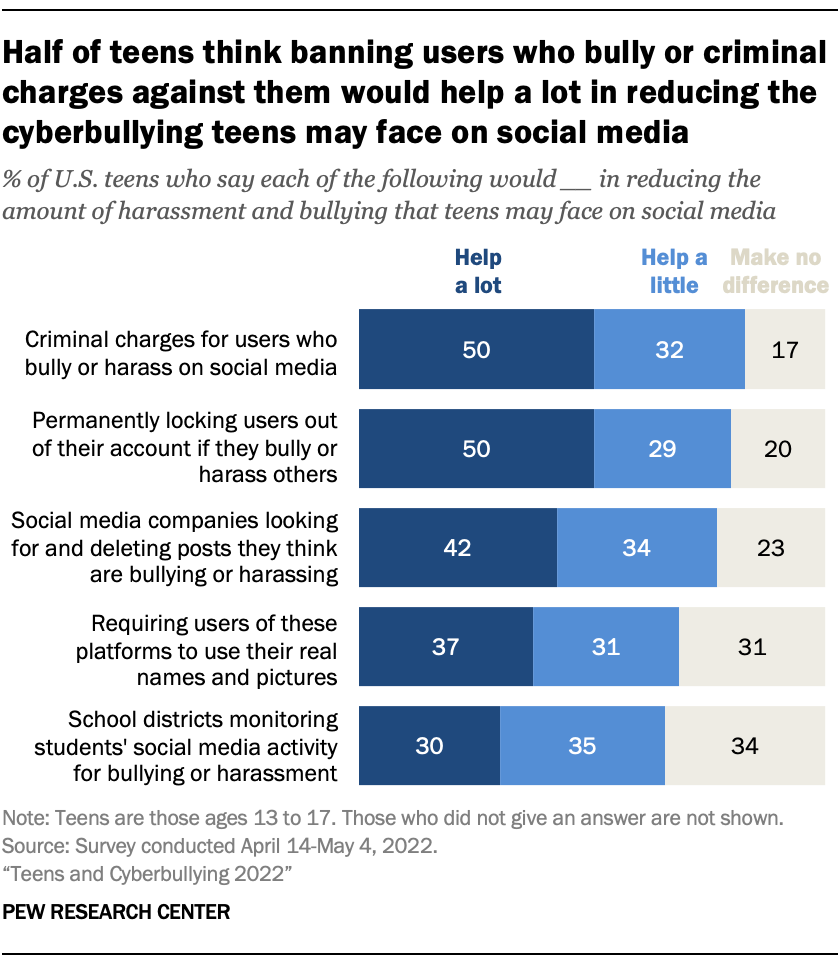 Half of teens think banning users who bully or criminal
charges against them would help a lot in reducing the
cyberbullying teens may face on social media
% of U.S. teens who say each of the following would __ in reducing the
amount of harassment and bullying that teens may face on social media
Help
a lot
Help a
little
Make no
difference
Criminal charges for users who
bully or harass on social media
50 32 17
Permanently locking users out
of their account if they bully or
harass others
50 29 20
Social media companies looking
for and deleting posts they think
are bullying or harassing
42 34 23
Requiring users of these
platforms to use their real
names and pictures
37 31 31
School districts monitoring
students' social media activity
for bullying or harassment
30 35 34
Note: Teens are those ages 13 to 17. Those who did not give an answer are not shown.
Source: Survey conducted April 14-May 4, 2022.
“Teens and Cyberbullying 2022”
PEW RESEARCH CENTER